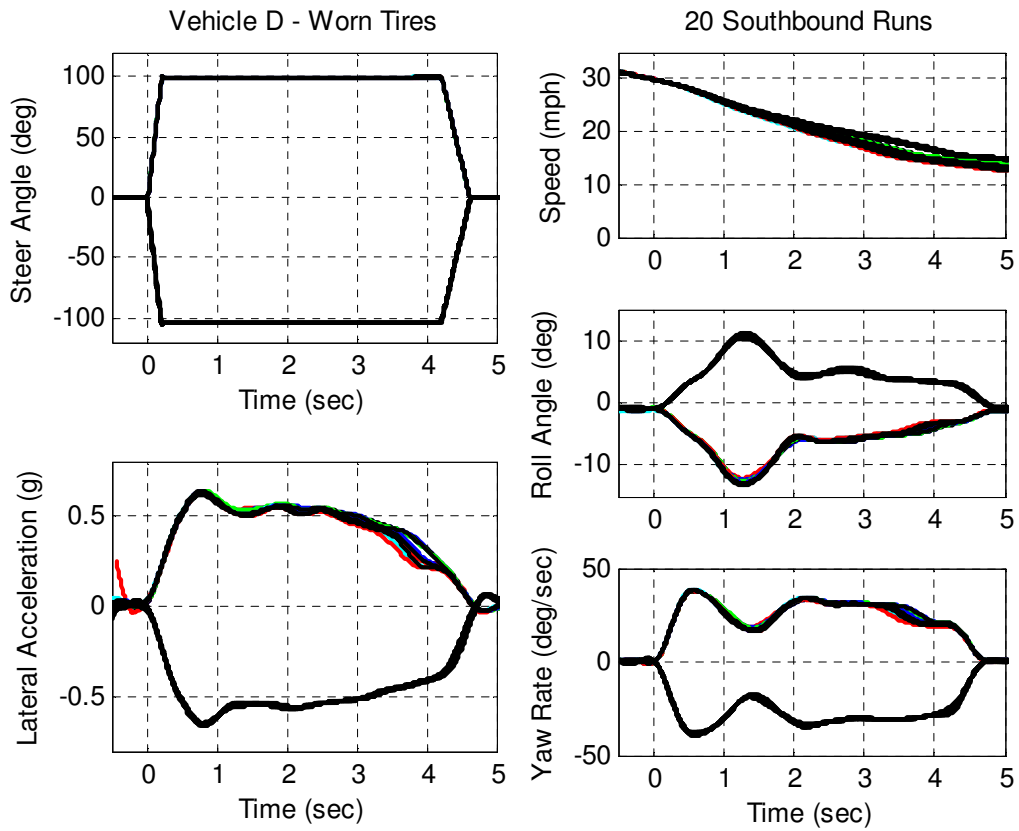 Vehicle D - Worn Tires
20 Southbound Runs
Steer Angle (deg)
100
50
0
-50
-100
0 1 2 3 4 5
Time (sec)
Speed (mph)
30
20
10
0
0 1 2 3 4 5
Roll Angle (deg)
10
0
-10
0 1 2 3 4 5
Lateral Acceleration (g)
0.5
0
-0.5
0 1 2 3 4 5
Time (sec)
Yaw Rate (deg/sec)
50
0
-50
0 1 2 3 4 5
Time (sec)